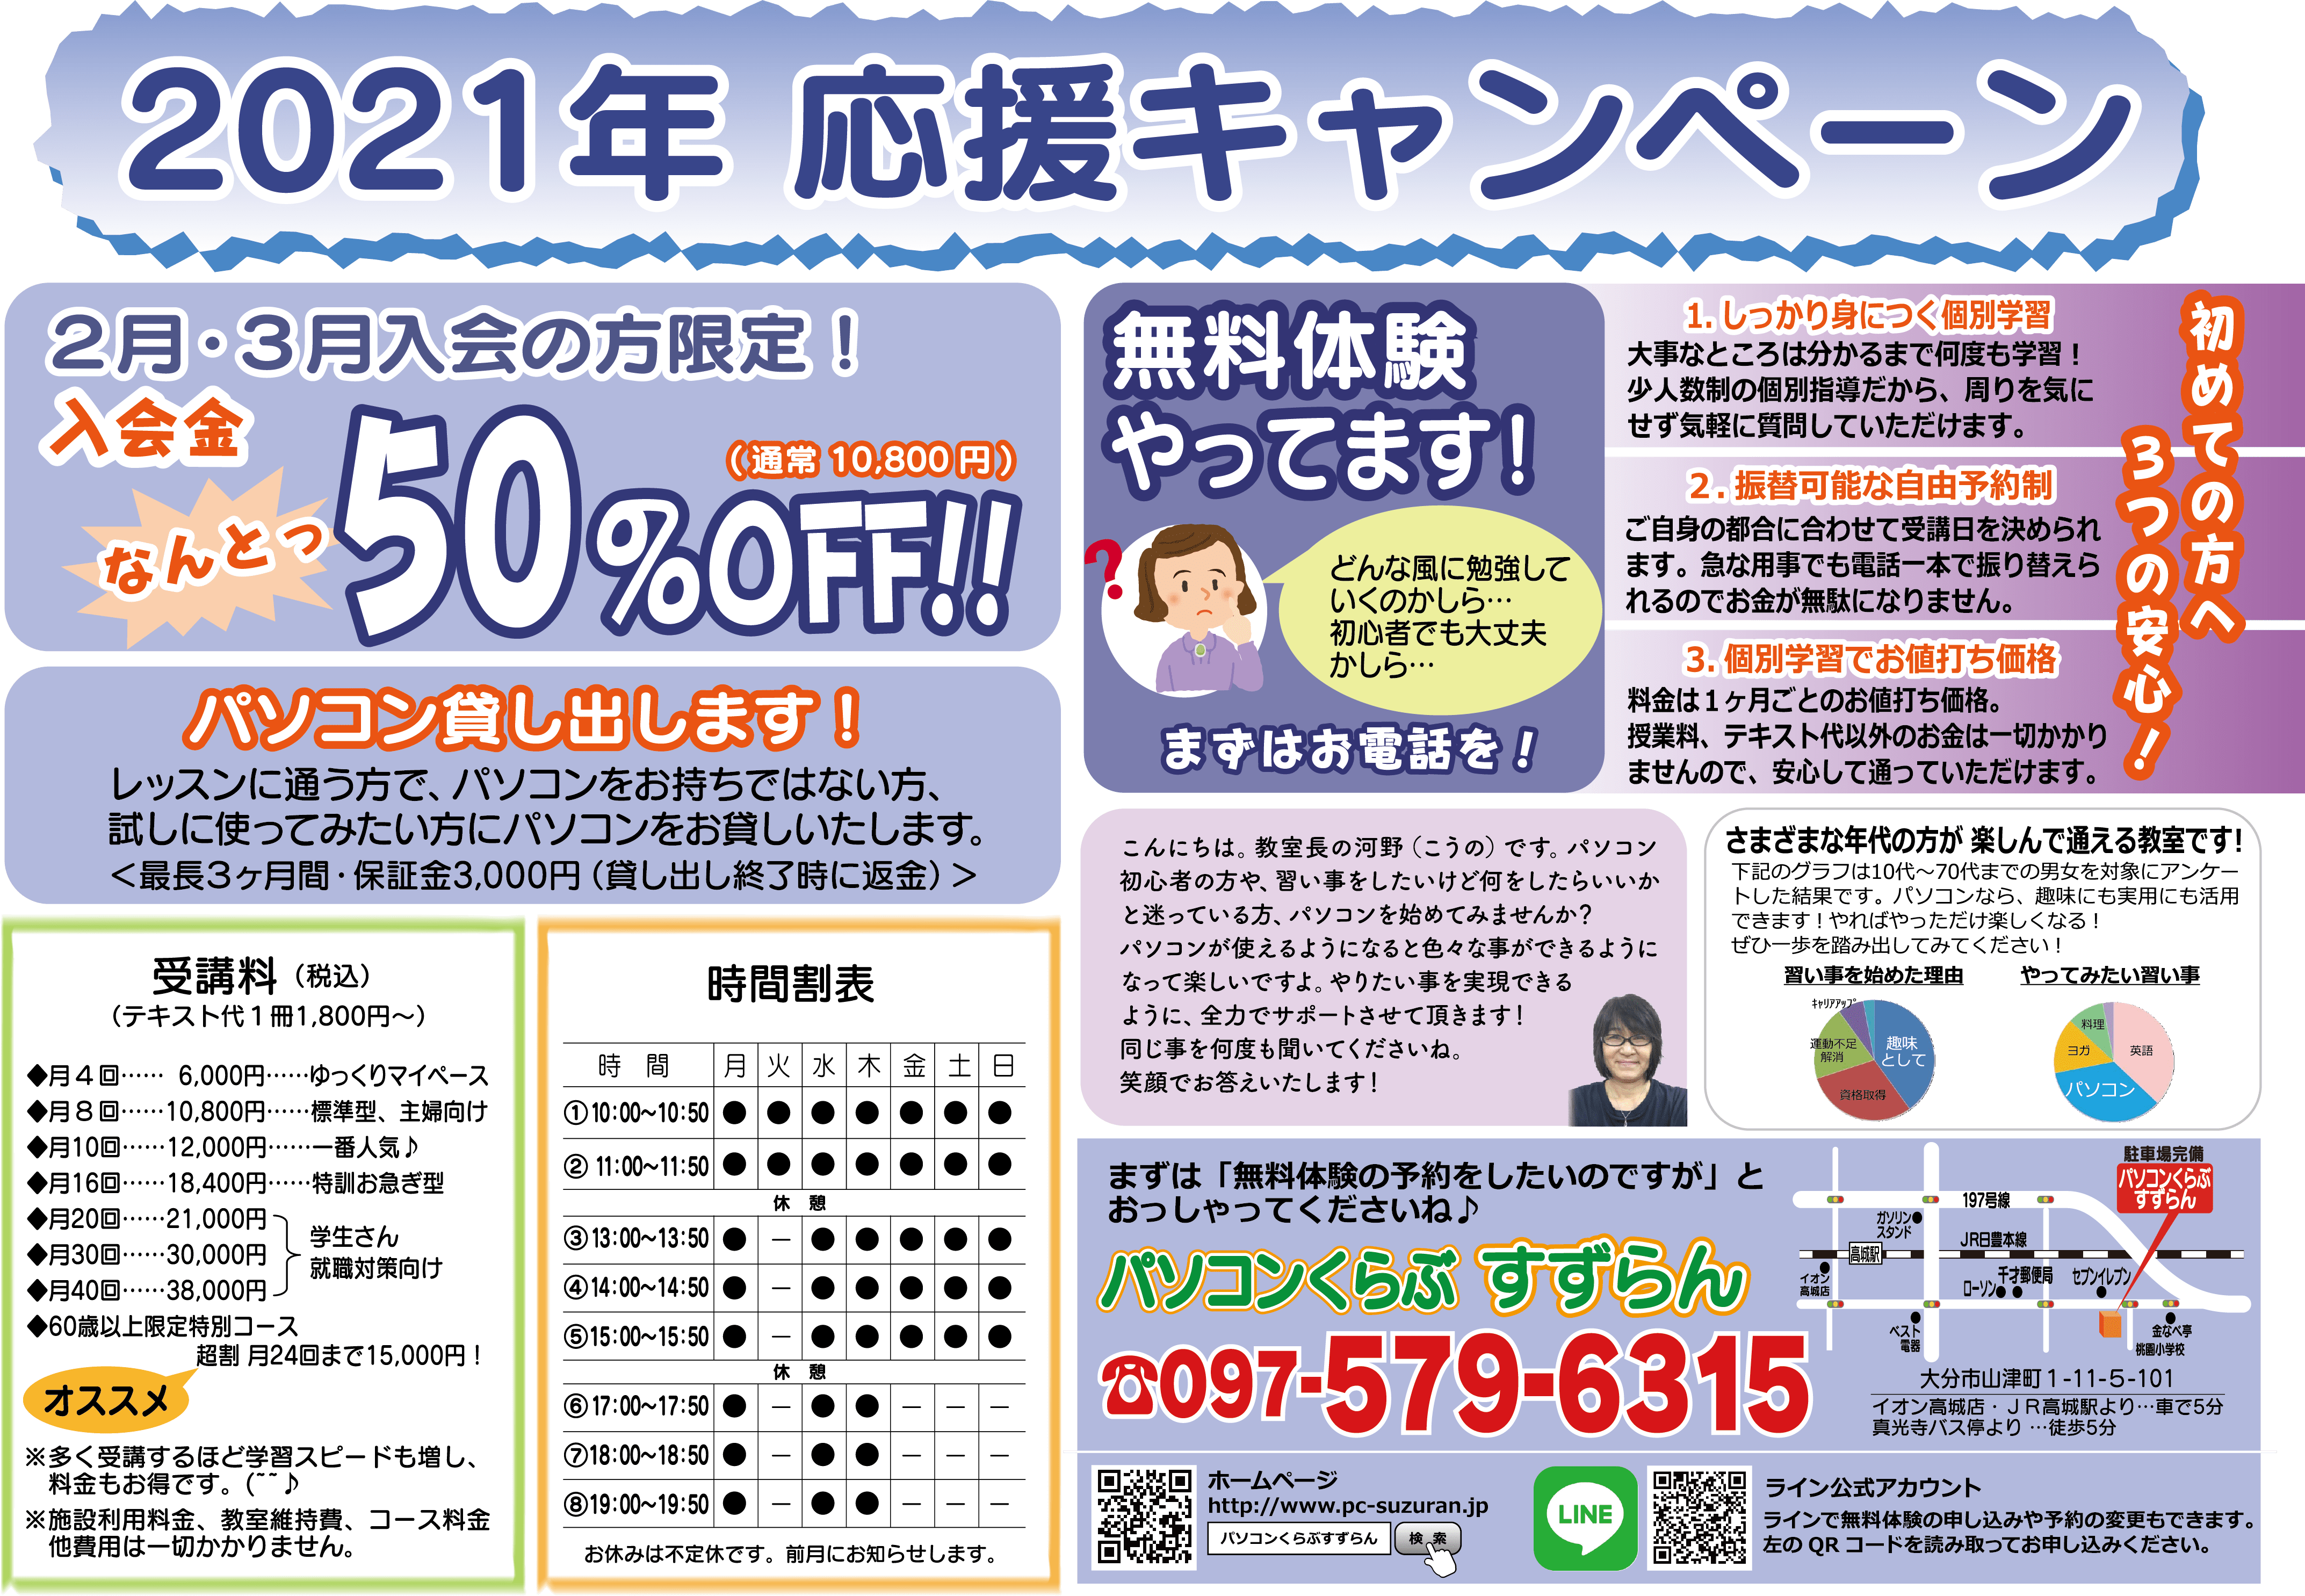 2021年 応援キャンペーン
２月・３月入会の方限定！
入会金
なんとっ
50%OFF!!
（通常 10,800 円）
パソコン貸し出します！
レッスンに通う方で、パソコンをお持ちではない方、
試しに使ってみたい方にパソコンをお貸しいたします。
＜最長３ヶ月間・保証金3,000円（貸し出し終了時に返金）＞
受講料（税込）
（テキスト代１冊1,800円～）
◆月４回…… 6,000円……ゆっくりマイペース
◆月８回……10,800円……標準型、主婦向け
◆月10回……12,000円……一番人気♪
◆月16回……18,400円……特訓お急ぎ型
◆月20回……21,000円
◆月30回……30,000円
◆月40回……38,000円
学生さん
就職対策向け
◆60歳以上限定特別コース
超割 月24回まで15,000円！
オススメ
※多く受講するほど学習スピードも増し、
料金もお得です。(˜˜♪
※施設利用料金、教室維持費、コース料金
他費用は一切かかりません。
時間割表
時 間 月 火 水 木 金 土 日
①10:00〜10:50 ● ● ● ● ● ● ●
② 11:00〜11:50 ● ● ● ● ● ● ●
休 憩
③13:00〜13:50 ● － ● ● ● ● ●
④14:00〜14:50 ● － ● ● ● ● ●
⑤15:00〜15:50 ● － ● ● ● ● ●
休 憩
⑥17:00〜17:50 ● － ● ● － － －
⑦18:00〜18:50 ● － ● ● － － －
⑧19:00〜19:50 ● － ● ● － － －
お休みは不定休です。前月にお知らせします。
無料体験
やってます！
?
どんな風に勉強して
いくのかしら…
初心者でも大丈夫
かしら…
まずはお電話を！
初めての方へ
３つの安心！
1. しっかり身につく個別学習
大事なところは分かるまで何度も学習！
少人数制の個別指導だから、周りを気に
せず気軽に質問していただけます。
２. 振替可能な自由予約制
ご自身の都合に合わせて受講日を決められ
ます。急な用事でも電話一本で振り替えら
れるのでお金が無駄になりません。
3. 個別学習でお値打ち価格
料金は１ヶ月ごとのお値打ち価格。
授業料、テキスト代以外のお金は一切かかり
ませんので、安心して通っていただけます。
こんにちは。教室長の河野（こうの）です。パソコン
初心者の方や、習い事をしたいけど何をしたらいいか
と迷っている方、パソコンを始めてみませんか？
パソコンが使えるようになると色々な事ができるように
なって楽しいですよ。やりたい事を実現できる
ように、全力でサポートさせて頂きます！
同じ事を何度も聞いてくださいね。
笑顔でお答えいたします！
さまざまな年代の方が 楽しんで通える教室です！
下記のグラフは10代～70代までの男女を対象にアンケー
トした結果です。パソコンなら、趣味にも実用にも活用
できます！やればやっただけ楽しくなる！
ぜひ一歩を踏み出してみてください！
習い事を始めた理由
ｷｬﾘｱｱｯﾌﾟ
趣味
として
運動不足
解消
資格取得
やってみたい習い事
料理
ヨガ
英語
パソコン
まずは「無料体験の予約をしたいのですが」と
おっしゃってくださいね♪
パソコンくらぶ すずらん
☎097-579-6315
駐車場完備
パソコンくらぶ
すずらん
197号線
ガソリン
スタンド
JR日豊本線
高城駅
イオン
高城店
千才郵便局
ローソン
セブンイレブン
ベスト
電器
金なべ亭
桃園小学校
大分市山津町１-11-５-101
イオン高城店・ＪＲ高城駅より…車で5分
真光寺バス停より …徒歩5分
ホームページ
http://www.pc-suzuran.jp
パソコンくらぶすずらん
検 索
LINE
ライン公式アカウント
ラインで無料体験の申し込みや予約の変更もできます。
左の QR コードを読み取ってお申し込みください。